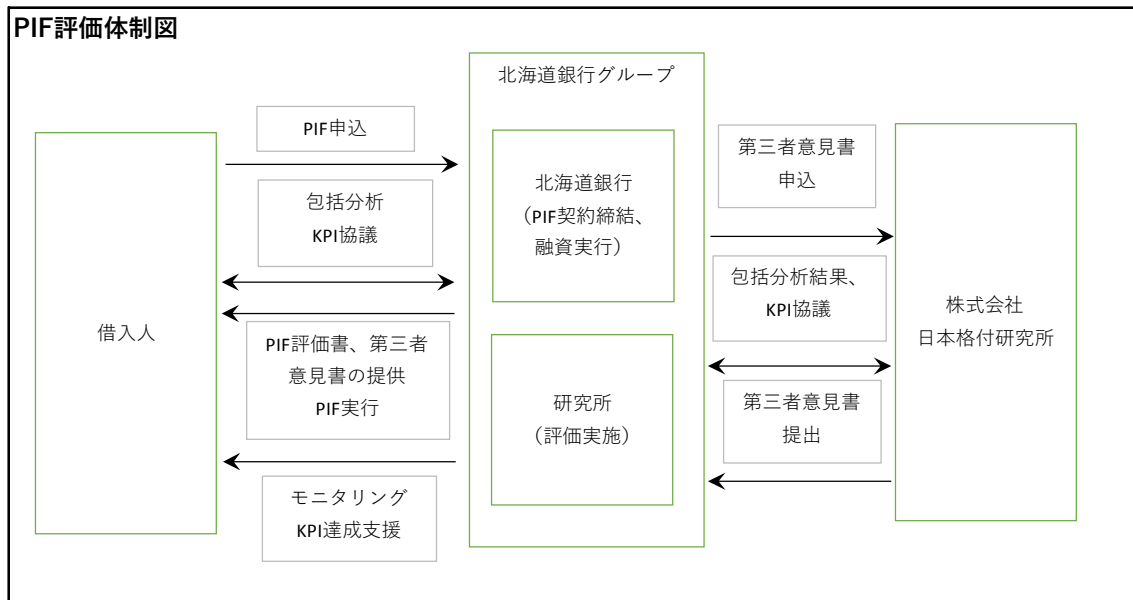 PIF評価体制図
北海道銀行グループ
PIF申込
包括分析
KPI協議
借入人
PIF評価書、第三者
意見書の提供
PIF実行
モニタリング
KPI達成支援
北海道銀行
（PIF契約締結、
融資実行）
研究所
（評価実施）
第三者意見書
申込
包括分析結果、
KPI協議
第三者意見書
提出
株式会社
日本格付研究所